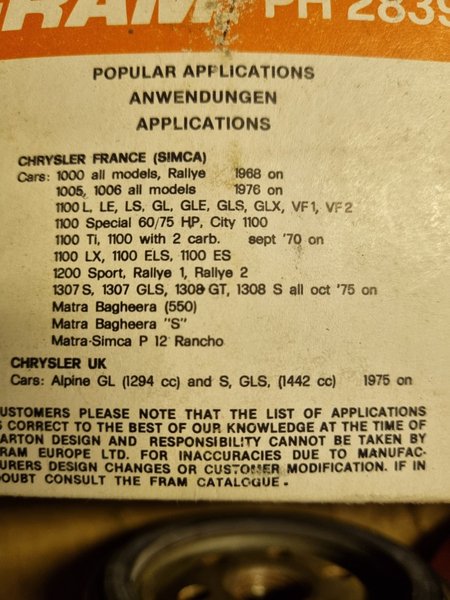 FRAM PH 2839
POPULAR APPLICATIONS
ANWENDUNGEN
APPLICATIONS
CHRYSLER FRANCE (SIMCA)
Cars: 1000 all models, Rallye 1968 on
1005, 1006 all models 1976 on
1100 L, LE, LS, GL, GLE, GLS, GLX, VF1, VF2
1100 Special 60/75 HP, City 1100
1100 Ti, 1100 with 2 carb. sept '70 on
1100 LX, 1100 ELS, 1100 ES
1200 Sport, Rallye 1, Rallye 2
1307 S, 1307 GLS, 1308 GT, 1308 S all oct '75 on
Matra Bagheera (550)
Matra Bagheera "S"
Matra-Simca P 12 Rancho
CHRYSLER UK
Cars: Alpine GL (1294 cc) and S, GLS, (1442 cc) 1975 on
CUSTOMERS PLEASE NOTE THAT THE LIST OF APPLICATIONS
IS CORRECT TO THE BEST OF OUR KNOWLEDGE AT THE TIME OF
CARTON DESIGN AND RESPONSIBILITY CANNOT BE TAKEN BY
FRAM EUROPE LTD. FOR INACCURACIES DUE TO MANUFAC-
TURERS DESIGN CHANGES OR CUSTOMER MODIFICATION. IF IN
DOUBT CONSULT THE FRAM CATALOGUE.